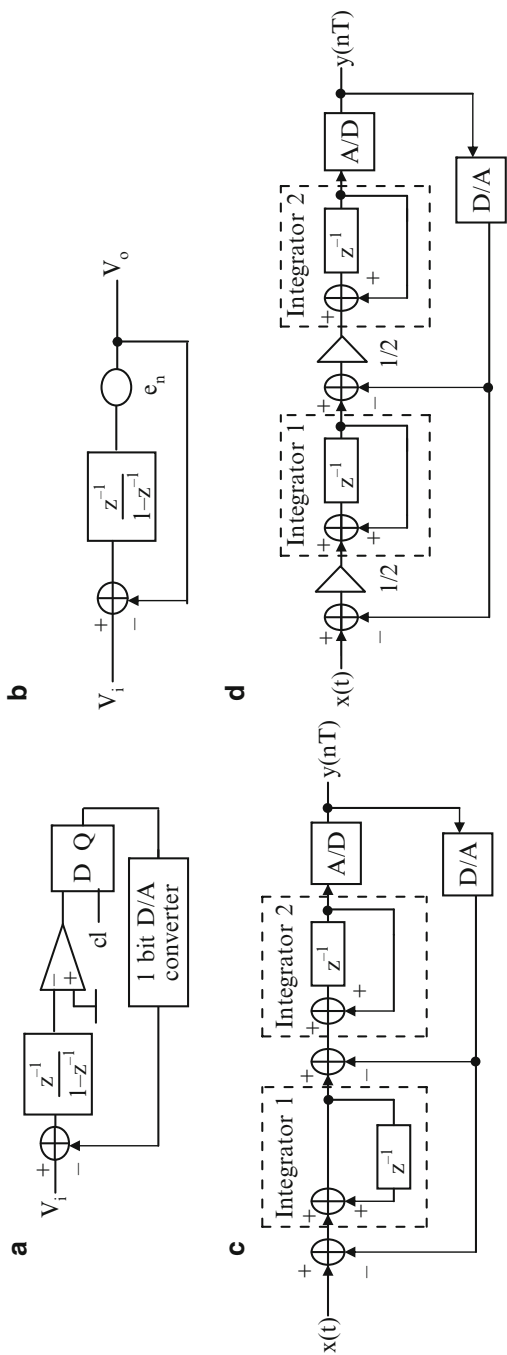 a
V_i
+
−
z^{-1}
1−z^{-1}
−
+
D Q
cl
1 bit D/A
converter
b
V_i
+
−
z^{-1}
1−z^{-1}
e_n
V_o
c
x(t)
+
−
Integrator 1
+
+
z^{-1}
+
−
Integrator 2
+
+
z^{-1}
A/D
y(nT)
D/A
d
x(t)
+
−
1/2
Integrator 1
+
+
z^{-1}
+
−
1/2
Integrator 2
+
+
z^{-1}
A/D
y(nT)
D/A